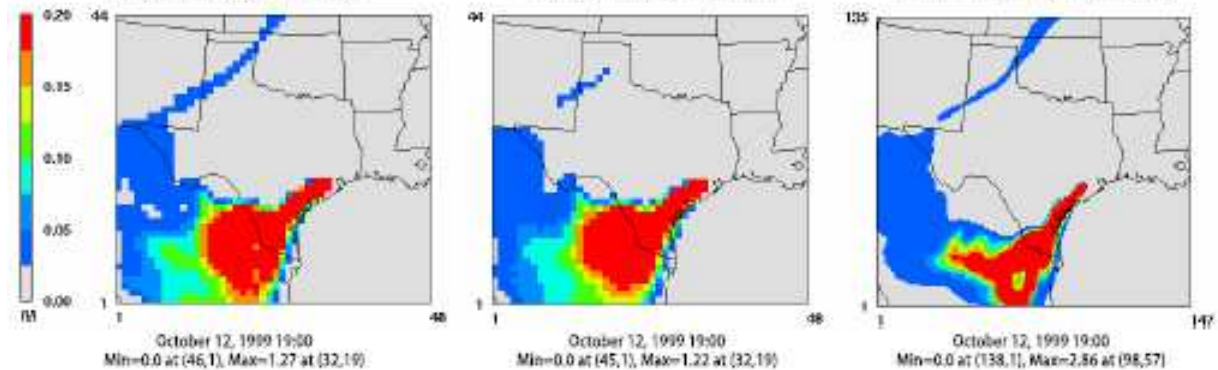 0.20
0.15
0.10
0.05
0.00
44
1
1
48
October 12, 1999 19:00
Min=0.0 at (46,1), Max=1.27 at (32,19)
44
1
1
48
October 12, 1999 19:00
Min=0.0 at (45,1), Max=1.22 at (32,19)
135
1
1
147
October 12, 1999 19:00
Min=0.0 at (138,1), Max=2.86 at (98,57)